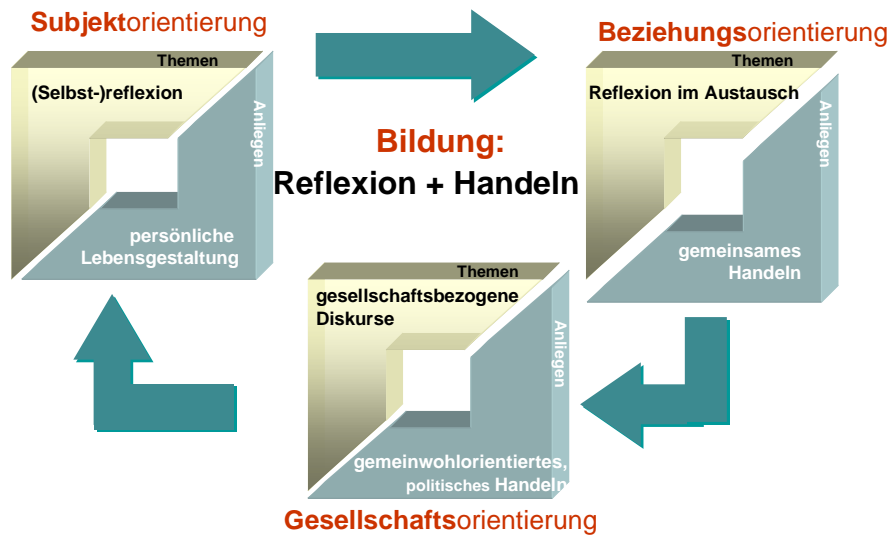 Subjektorientierung
Themen
(Selbst-)reflexion
Anliegen
persönliche
Lebensgestaltung
Beziehungsorientierung
Themen
Reflexion im Austausch
Anliegen
gemeinsames
Handeln
Bildung:
Reflexion + Handeln
Themen
gesellschaftsbezogene
Diskurse
Anliegen
gemeinwohlorientiertes,
politisches Handeln
Gesellschaftsorientierung